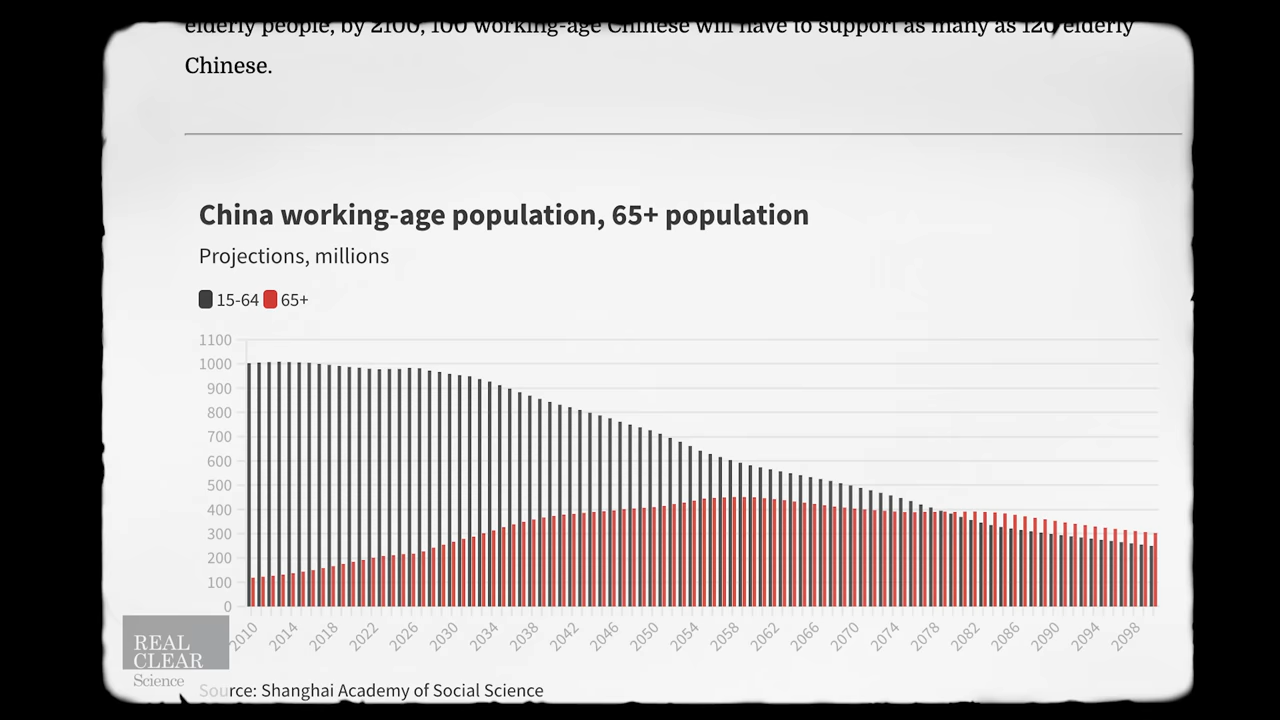 elderly people, by 2100, 100 working-age Chinese will have to support as many as 120 elderly
Chinese.
China working-age population, 65+ population
Projections, millions
15-64 65+
1100
1000
900
800
700
600
500
400
300
200
100
0
2010 2014 2018 2022 2026 2030 2034 2038 2042 2046 2050 2054 2058 2062 2066 2070 2074 2078 2082 2086 2090 2094 2098
REAL
CLEAR
Science
Source: Shanghai Academy of Social Science